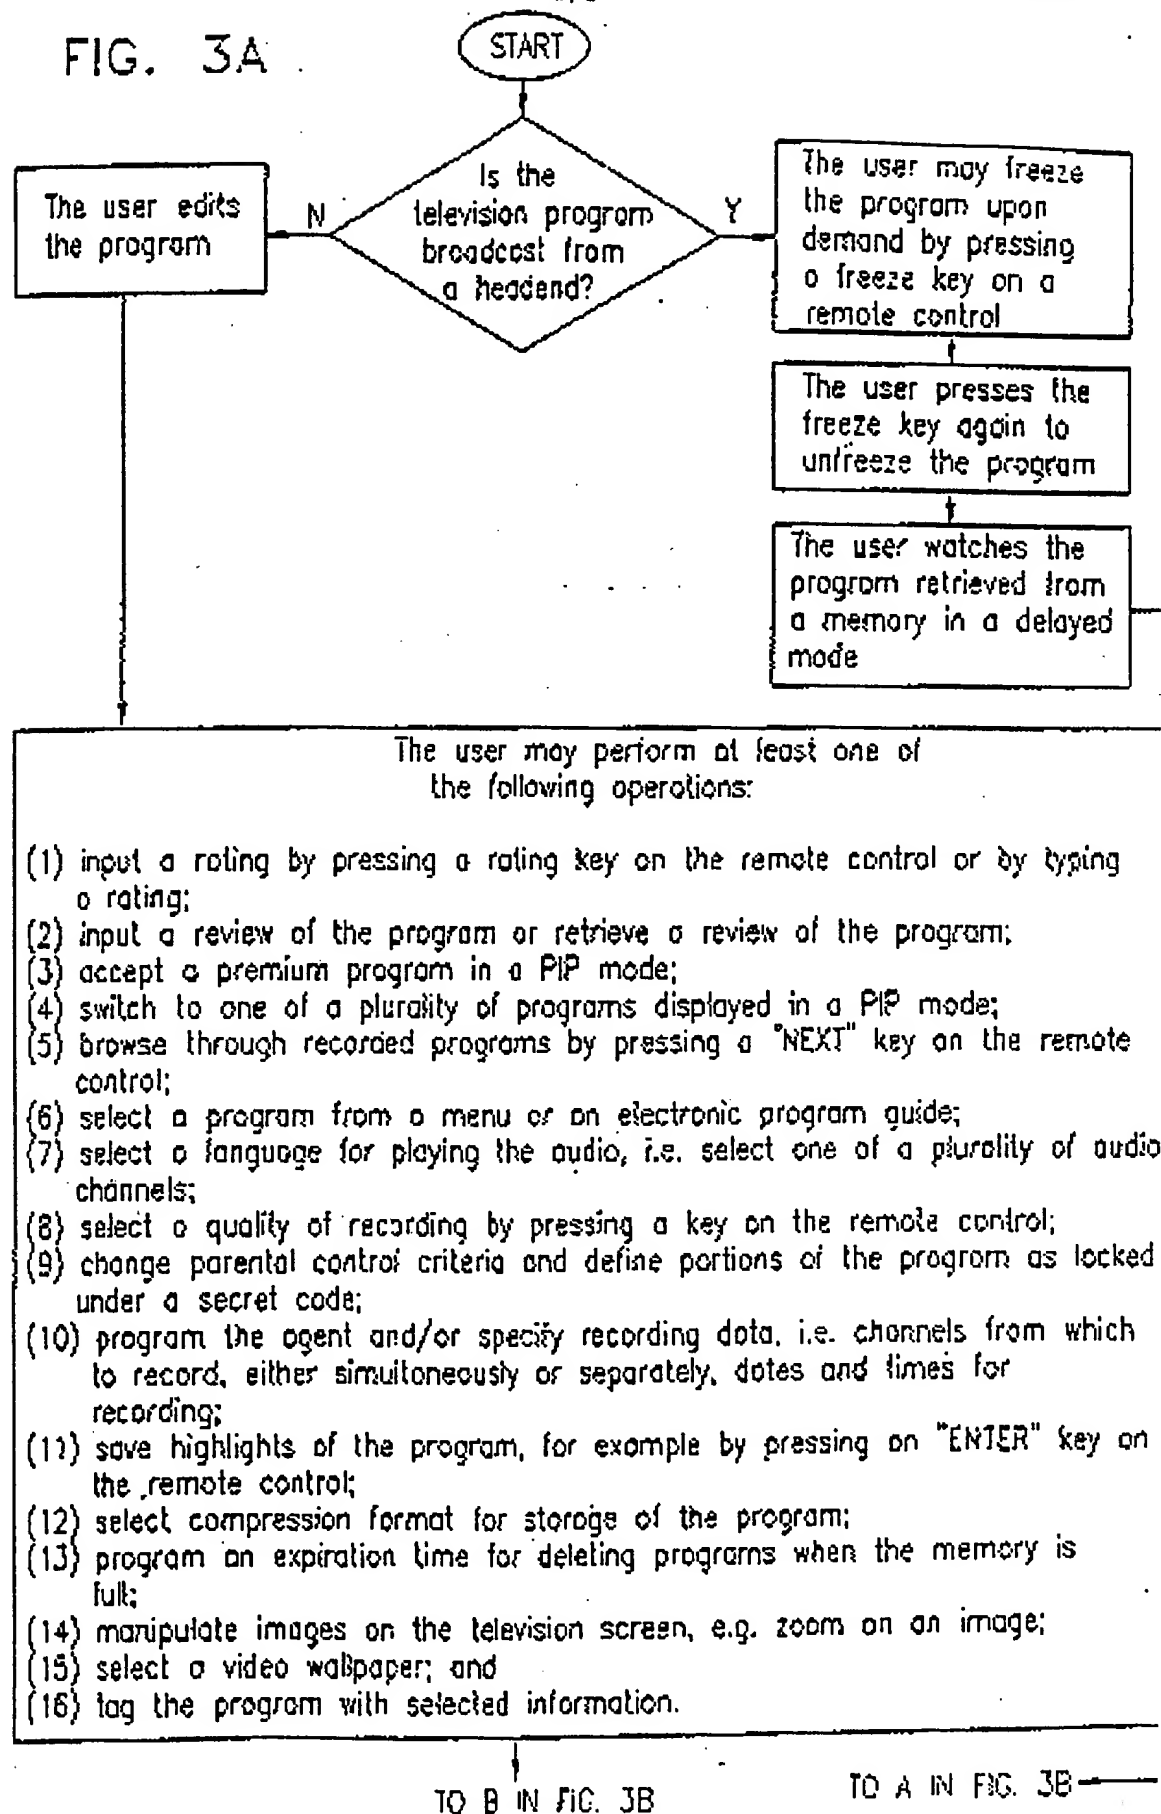 FIG. 3A
START
Is the
television program
broadcast from
a headend?
N
Y
The user edits
the program
The user may freeze
the program upon
demand by pressing
a freeze key on a
remote control
The user presses the
freeze key again to
unfreeze the program
The user watches the
program retrieved from
a memory in a delayed
mode
The user may perform at least one of
the following operations:
(1) input a rating by pressing a rating key on the remote control or by typing
a rating;
(2) input a review of the program or retrieve a review of the program;
(3) accept a premium program in a PIP mode;
(4) switch to one of a plurality of programs displayed in a PIP mode;
(5) browse through recorded programs by pressing a "NEXT" key on the remote
control;
(6) select a program from a menu or an electronic program guide;
(7) select a language for playing the audio, i.e. select one of a plurality of audio
channels;
(8) select a quality of recording by pressing a key on the remote control;
(9) change parental control criteria and define portions of the program as locked
under a secret code;
(10) program the agent and/or specify recording data, i.e. channels from which
to record, either simultaneously or separately, dates and times for
recording;
(11) save highlights of the program, for example by pressing an "ENTER" key on
the remote control;
(12) select compression format for storage of the program;
(13) program an expiration time for deleting programs when the memory is
full;
(14) manipulate images on the television screen, e.g. zoom on an image;
(15) select a video wallpaper; and
(16) tag the program with selected information.
TO B IN FIG. 3B
TO A IN FIG. 3B